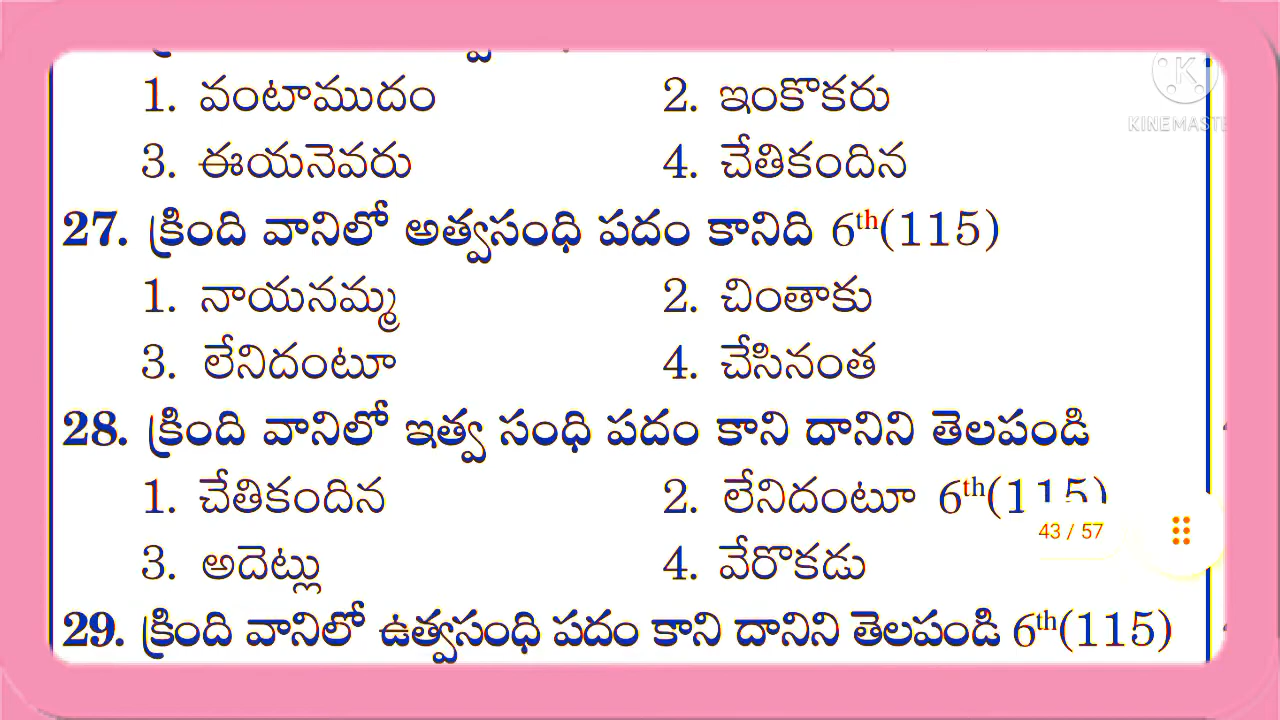 1. వంటాముదం 2. ఇంకొకరు
KINEMASTE
3. ఈయనెవరు 4. చేతికందిన
27. క్రింది వానిలో అత్వసంధి పదం కానిది 6th(115)
1. నాయనమ్మ 2. చింతాకు
3. లేనిదంటూ 4. చేసినంత
28. క్రింది వానిలో ఇత్వ సంధి పదం కాని దానిని తెలపండి
1. చేతికందిన 2. లేనిదంటూ 6th(115)
43 / 57
3. అదెట్లు 4. వేరొకడు
29. క్రింది వానిలో ఉత్వసంధి పదం కాని దానిని తెలపండి 6th(115)